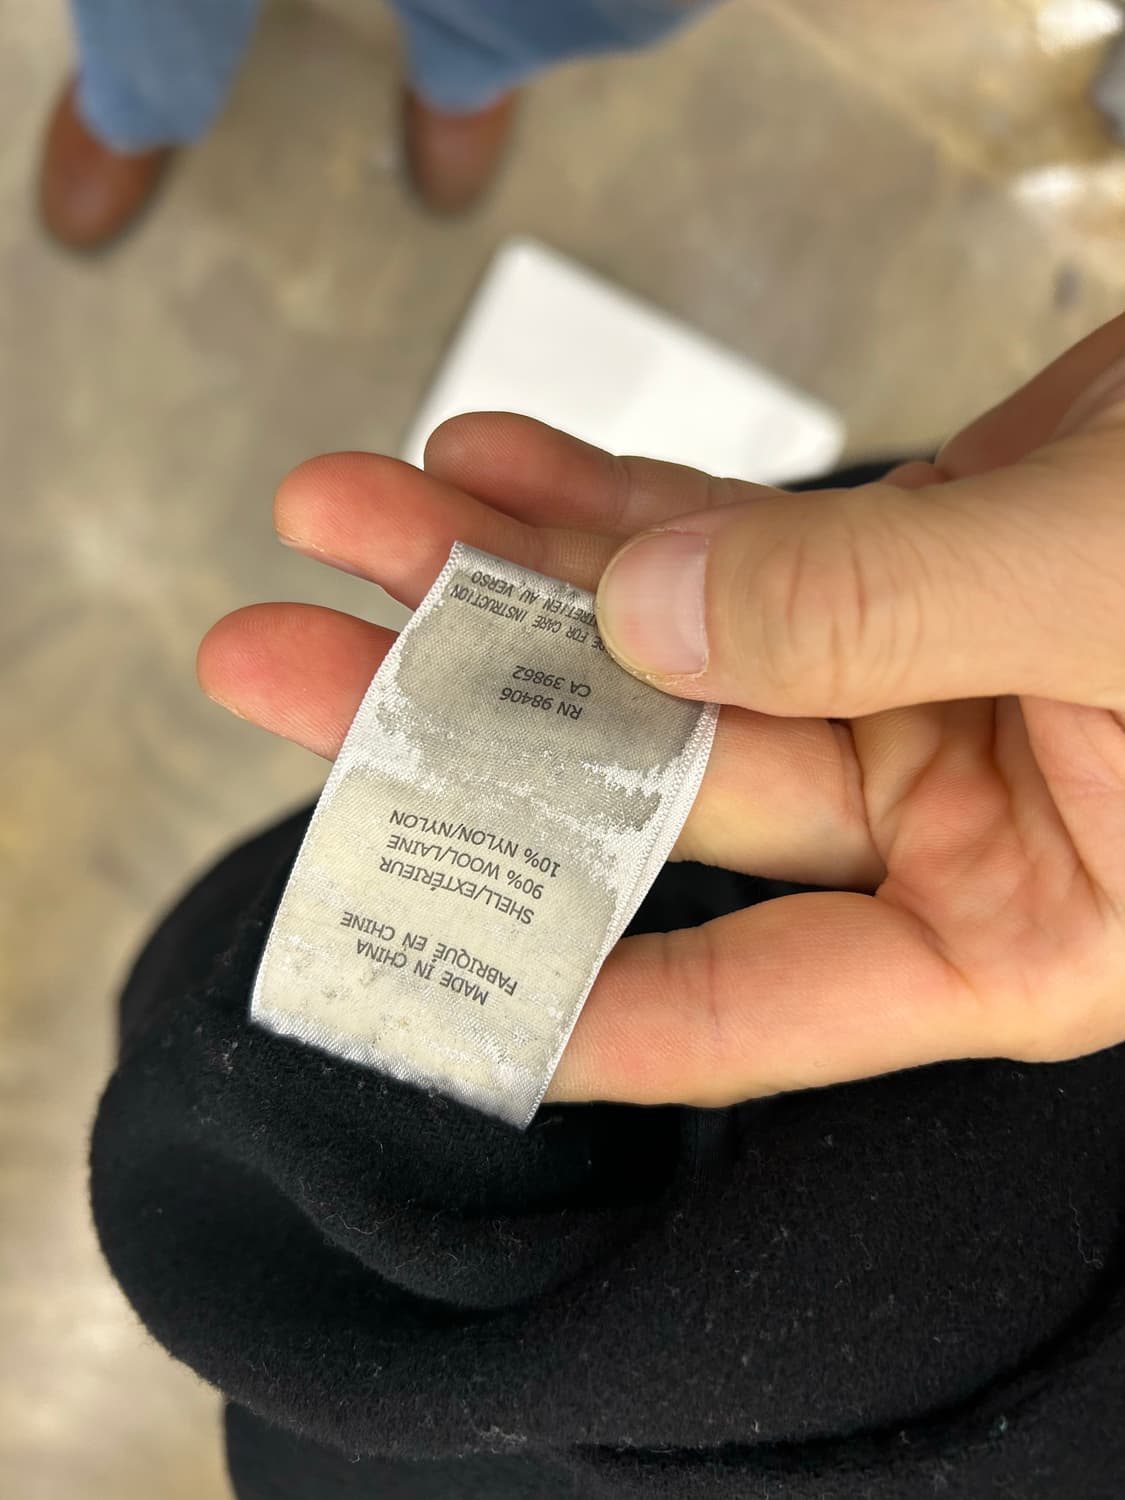 MADE IN CHINA
FABRIQUÉ EN CHINE
SHELL/EXTÉRIEUR
90% WOOL/LAINE
10% NYLON/NYLON
RN 98406
CA 39862
FOR CARE INSTRUCTION
AU VERSO